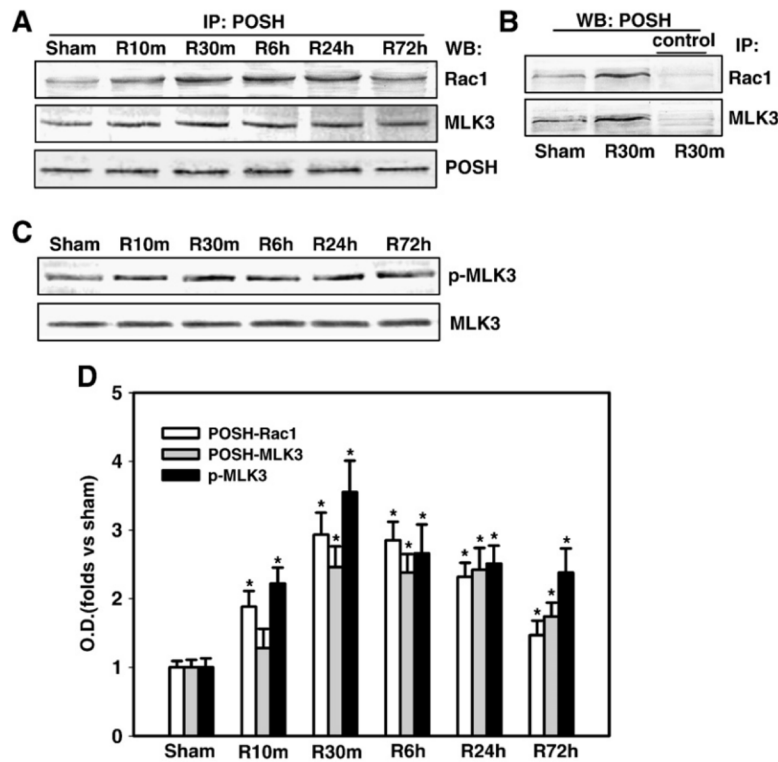 A
IP: POSH
Sham R10m R30m R6h R24h R72h WB:
Rac1
MLK3
POSH
B
WB: POSH
control IP:
Rac1
MLK3
Sham R30m R30m
C
Sham R10m R30m R6h R24h R72h
p-MLK3
MLK3
D
O.D.(folds vs sham)
5
4
3
2
1
0
POSH-Rac1
POSH-MLK3
p-MLK3
* *
* * *
* * *
* * *
* * *
Sham R10m R30m R6h R24h R72h